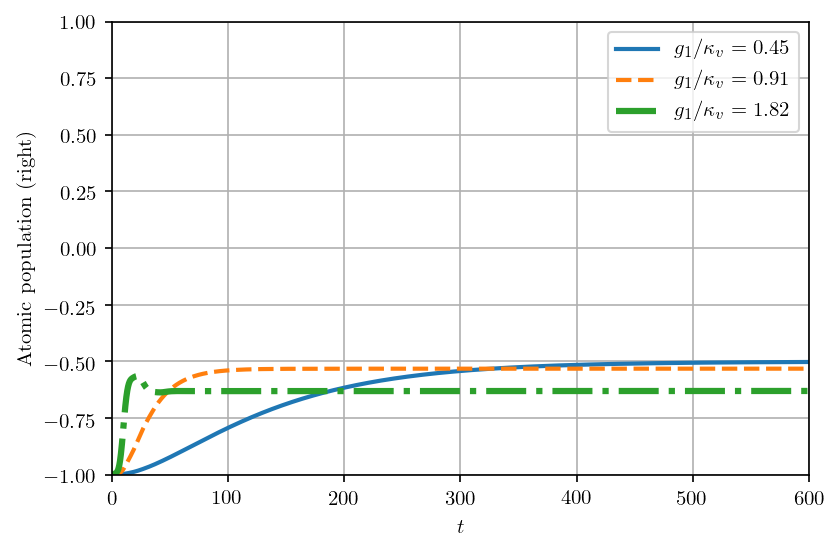 1.00
0.75
0.50
0.25
0.00
−0.25
−0.50
−0.75
−1.00
Atomic population (right)
0 100 200 300 400 500 600
t
g₁/κᵥ = 0.45
g₁/κᵥ = 0.91
g₁/κᵥ = 1.82